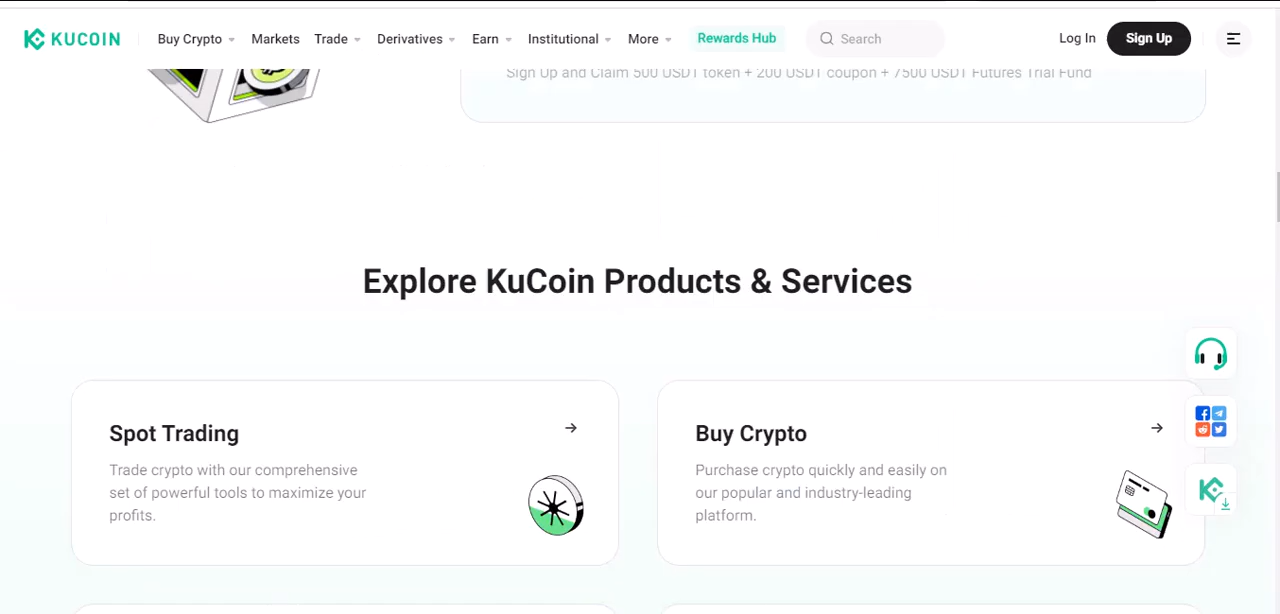 KUCOIN
Buy Crypto Markets Trade Derivatives Earn Institutional More Rewards Hub Search Log In Sign Up
Sign Up and Claim 500 USDT token + 200 USDT coupon + 7500 USDT Futures Trial Fund
Explore KuCoin Products & Services
Spot Trading
Trade crypto with our comprehensive
set of powerful tools to maximize your
profits.
Buy Crypto
Purchase crypto quickly and easily on
our popular and industry-leading
platform.